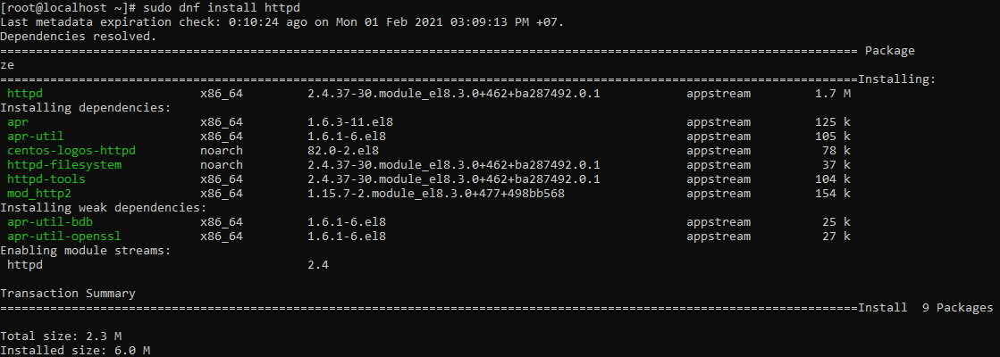 [root@localhost ~]# sudo dnf install httpd
Last metadata expiration check: 0:10:24 ago on Mon 01 Feb 2021 03:09:13 PM +07.
Dependencies resolved.
======================================================================================================================== Package
ze
========================================================================================================================Installing:
 httpd                     x86_64         2.4.37-30.module_el8.3.0+462+ba287492.0.1            appstream         1.7 M
Installing dependencies:
 apr                       x86_64         1.6.3-11.el8                                         appstream         125 k
 apr-util                  x86_64         1.6.1-6.el8                                          appstream         105 k
 centos-logos-httpd        noarch         82.0-2.el8                                           appstream          78 k
 httpd-filesystem          noarch         2.4.37-30.module_el8.3.0+462+ba287492.0.1            appstream          37 k
 httpd-tools               x86_64         2.4.37-30.module_el8.3.0+462+ba287492.0.1            appstream         104 k
 mod_http2                 x86_64         1.15.7-2.module_el8.3.0+477+498bb568                 appstream         154 k
Installing weak dependencies:
 apr-util-bdb              x86_64         1.6.1-6.el8                                          appstream          25 k
 apr-util-openssl          x86_64         1.6.1-6.el8                                          appstream          27 k
Enabling module streams:
 httpd                                    2.4

Transaction Summary
========================================================================================================================Install  9 Packages

Total size: 2.3 M
Installed size: 6.0 M